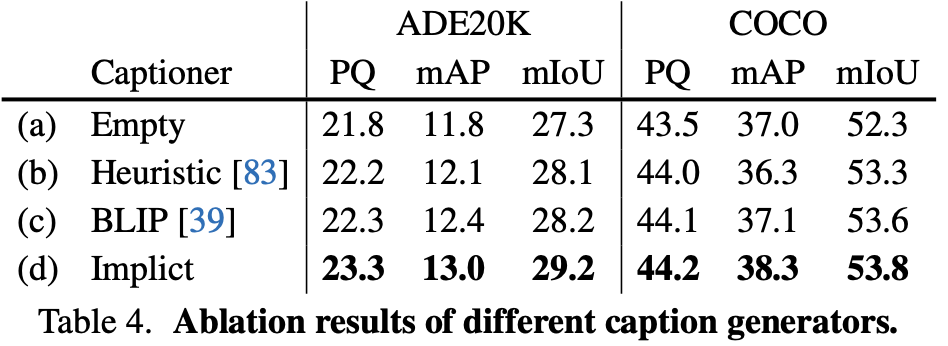 ADE20K COCO
Captioner PQ mAP mIoU PQ mAP mIoU
(a) Empty 21.8 11.8 27.3 43.5 37.0 52.3
(b) Heuristic [83] 22.2 12.1 28.1 44.0 36.3 53.3
(c) BLIP [39] 22.3 12.4 28.2 44.1 37.1 53.6
(d) Implict 23.3 13.0 29.2 44.2 38.3 53.8
Table 4. Ablation results of different caption generators.